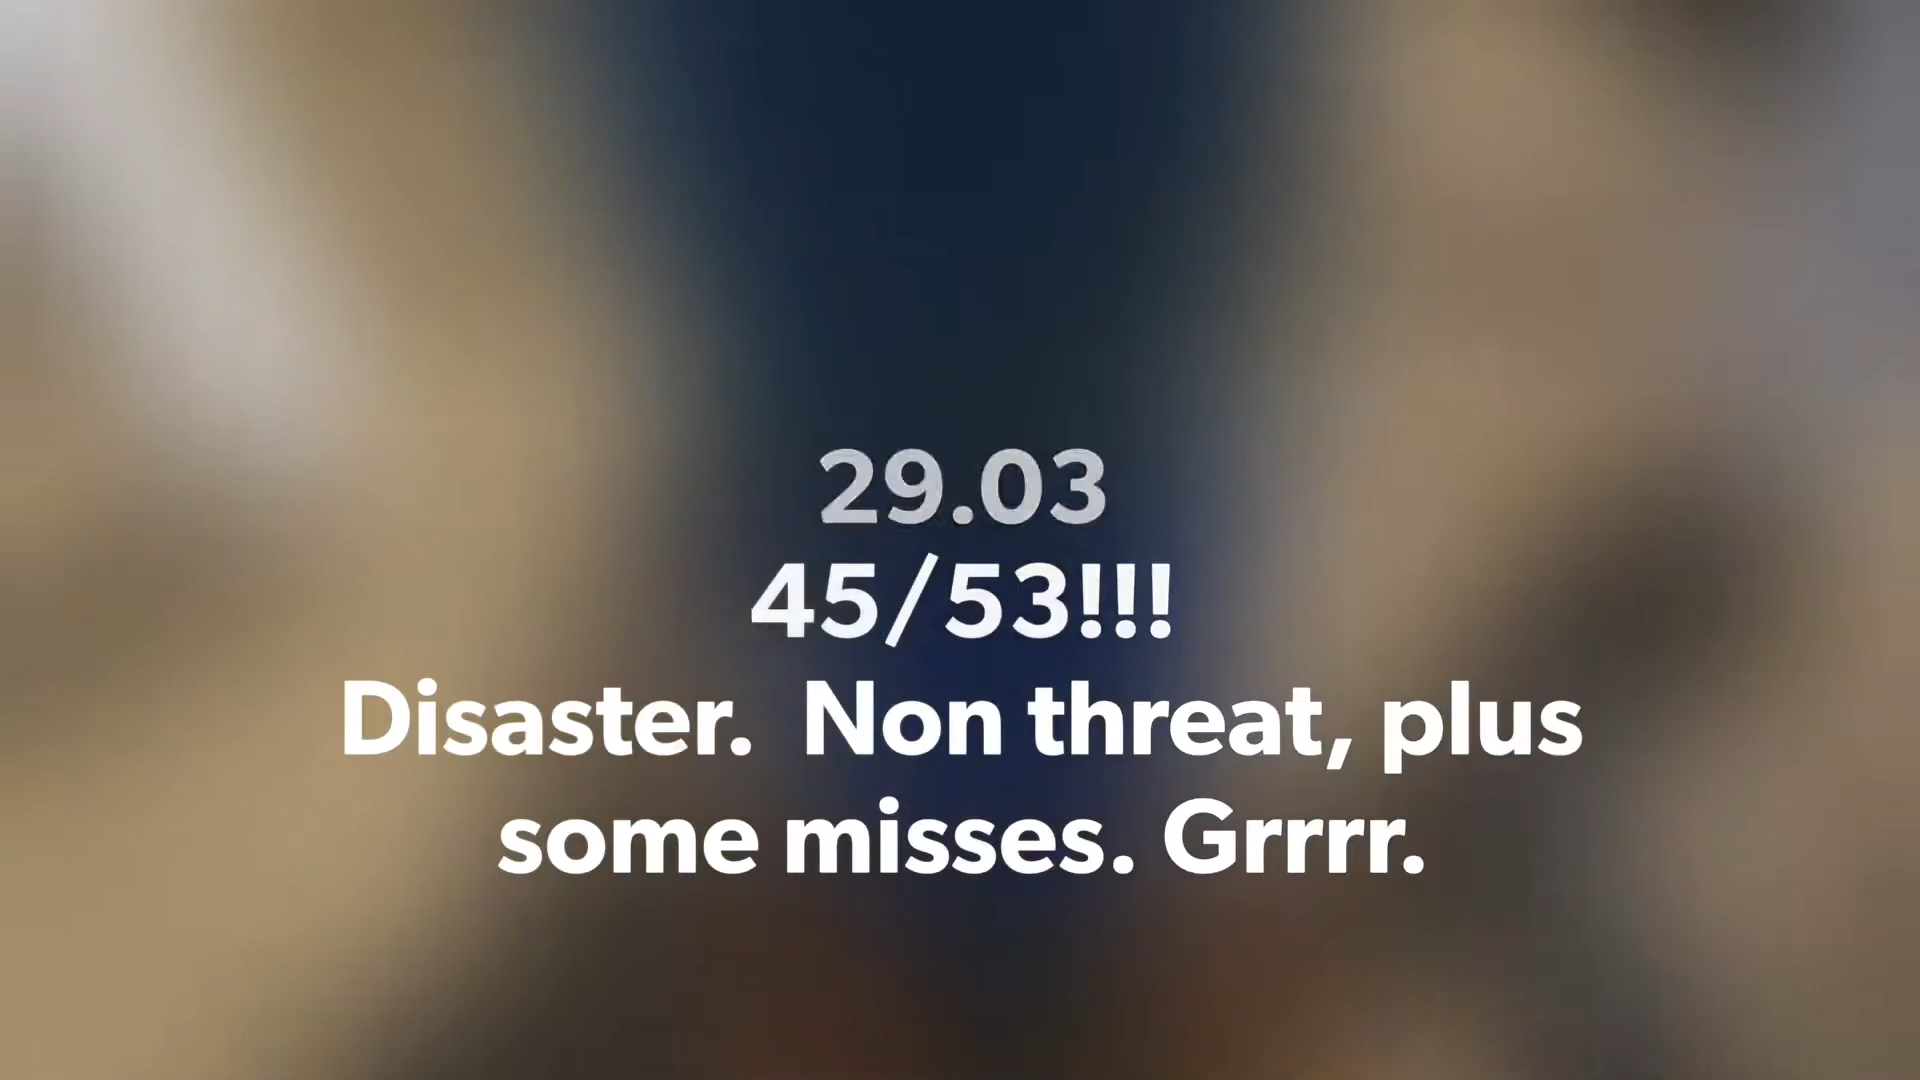 29.03
45/53!!!
Disaster.  Non threat, plus
some misses. Grrrr.